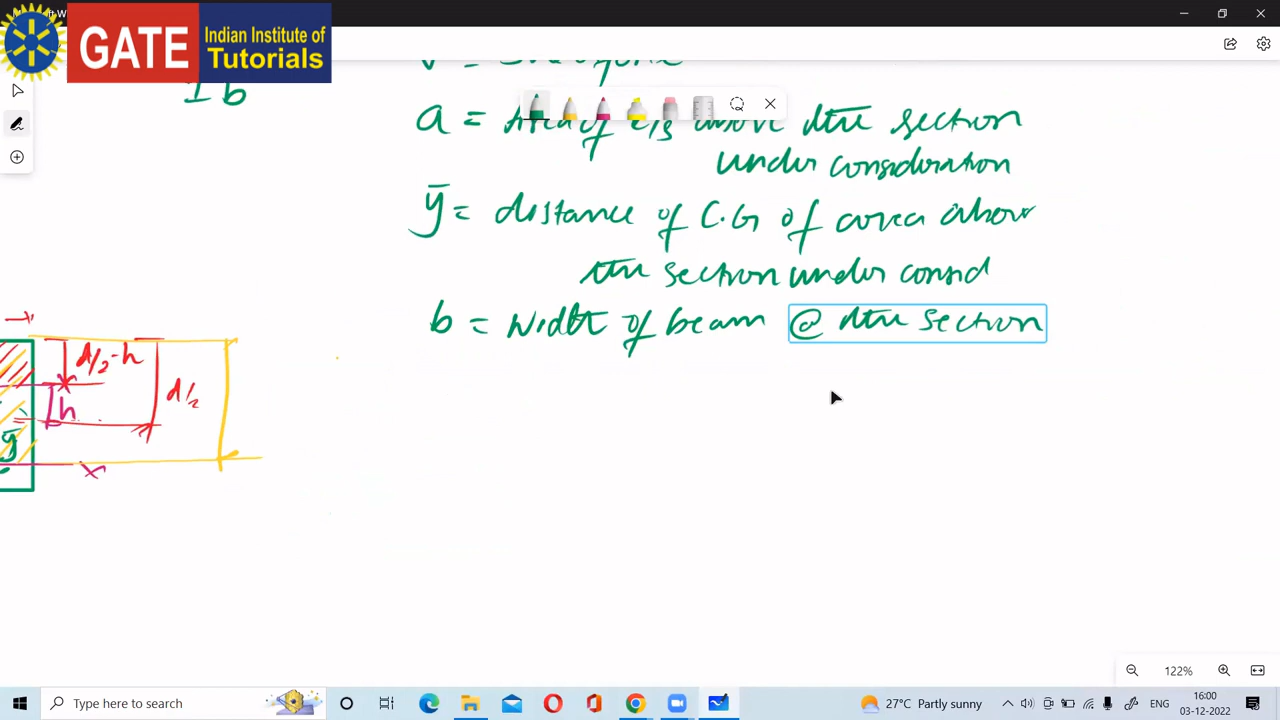 GATE
Indian Institute of
Tutorials
I b
a = Area of c/s above the section
under consideration
ȳ = distance of C.G of area above
the section under consid
b = Width of beam @ the section
d/2-h
d/2
h
ȳ
122%
Type here to search
27°C Partly sunny
ENG
16:00
03-12-2022